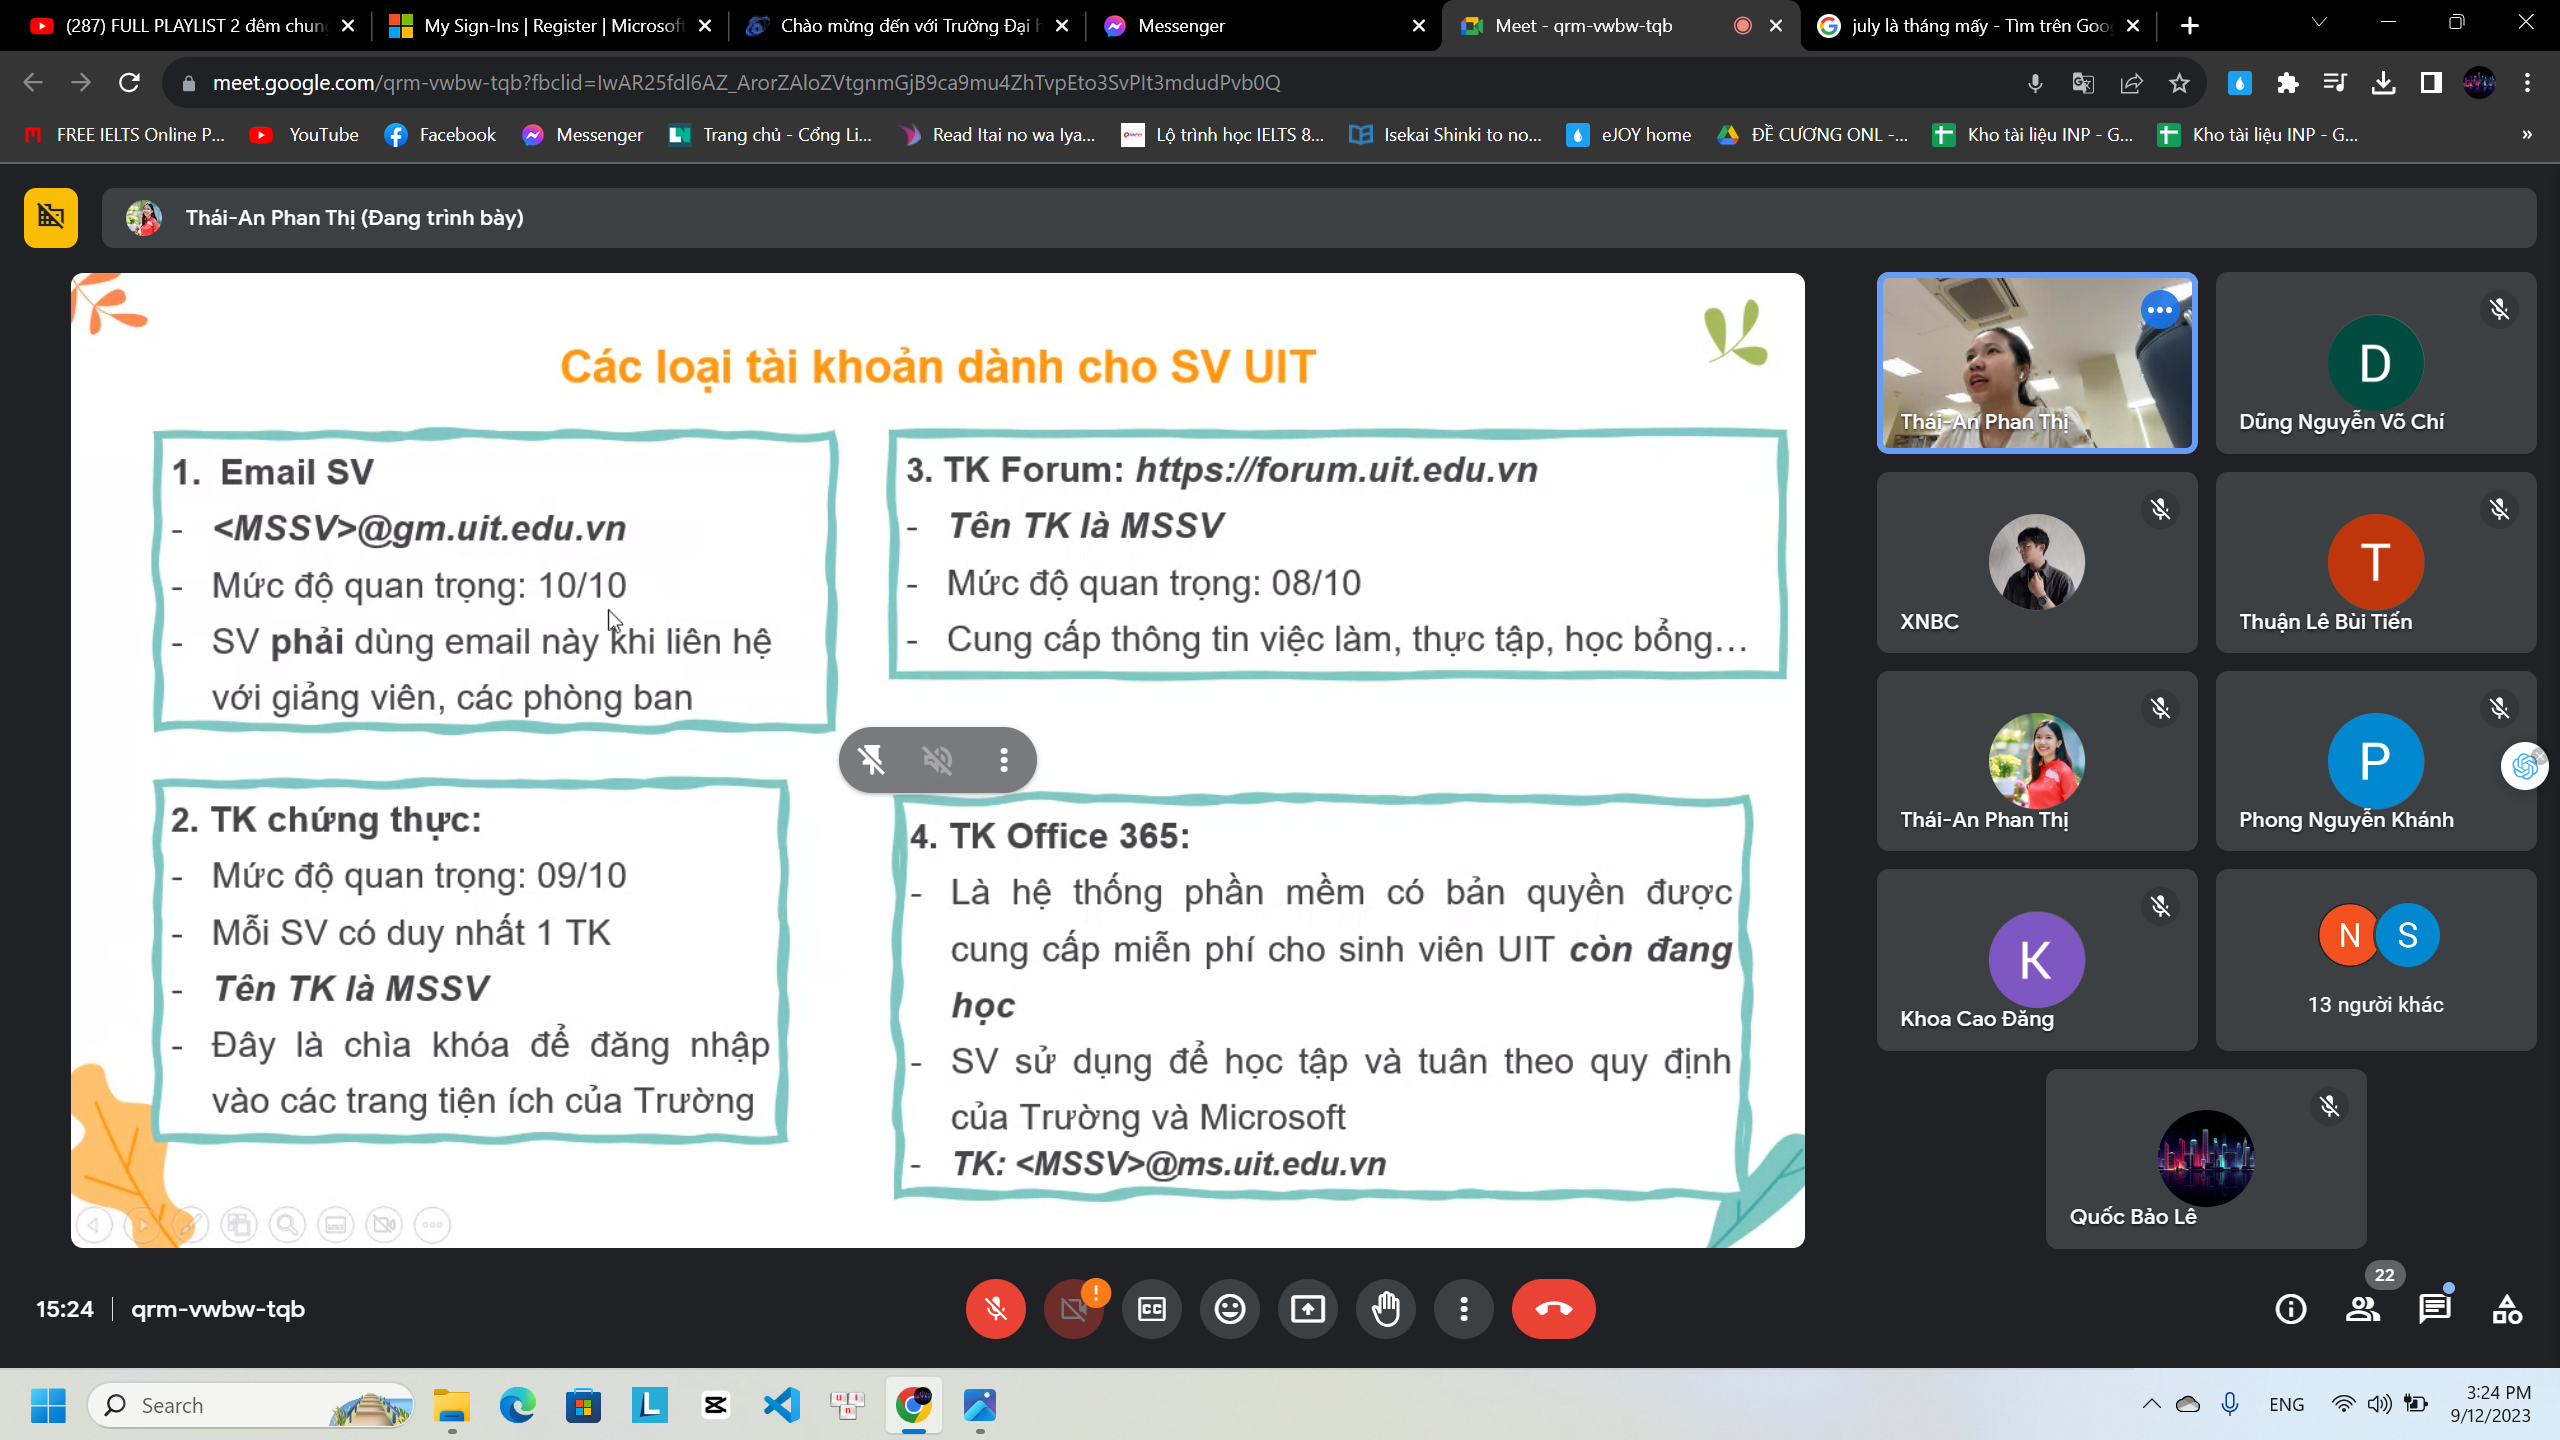 (287) FULL PLAYLIST 2 đêm chun
My Sign-Ins | Register | Microsof
Chào mừng đến với Trường Đại h
Messenger
Meet - qrm-vwbw-tqb
july là tháng mấy - Tìm trên Goo
meet.google.com/qrm-vwbw-tqb?fbclid=IwAR25fdl6AZ_ArorZAloZVtgnmGjB9ca9mu4ZhTvpEto3SvPIt3mdudPvb0Q
FREE IELTS Online P...
YouTube
Facebook
Messenger
Trang chủ - Cổng Li...
Read Itai no wa Iya...
Lộ trình học IELTS 8...
Isekai Shinki to no...
eJOY home
ĐỀ CƯƠNG ONL -...
Kho tài liệu INP - G...
Kho tài liệu INP - G...
Thái-An Phan Thị (Đang trình bày)
Các loại tài khoản dành cho SV UIT
1. Email SV
- <MSSV>@gm.uit.edu.vn
- Mức độ quan trọng: 10/10
- SV phải dùng email này khi liên hệ
với giảng viên, các phòng ban
2. TK chứng thực:
- Mức độ quan trọng: 09/10
- Mỗi SV có duy nhất 1 TK
- Tên TK là MSSV
- Đây là chìa khóa để đăng nhập
vào các trang tiện ích của Trường
3. TK Forum: https://forum.uit.edu.vn
- Tên TK là MSSV
- Mức độ quan trọng: 08/10
- Cung cấp thông tin việc làm, thực tập, học bổng...
4. TK Office 365:
- Là hệ thống phần mềm có bản quyền được
cung cấp miễn phí cho sinh viên UIT còn đang
học
- SV sử dụng để học tập và tuân theo quy định
của Trường và Microsoft
- TK: <MSSV>@ms.uit.edu.vn
Thái-An Phan Thị
D
Dũng Nguyễn Võ Chí
XNBC
T
Thuận Lê Bùi Tiến
Thái-An Phan Thị
P
Phong Nguyễn Khánh
K
Khoa Cao Đăng
N
S
13 người khác
Quốc Bảo Lê
15:24
qrm-vwbw-tqb
22
Search
ENG
3:24 PM
9/12/2023